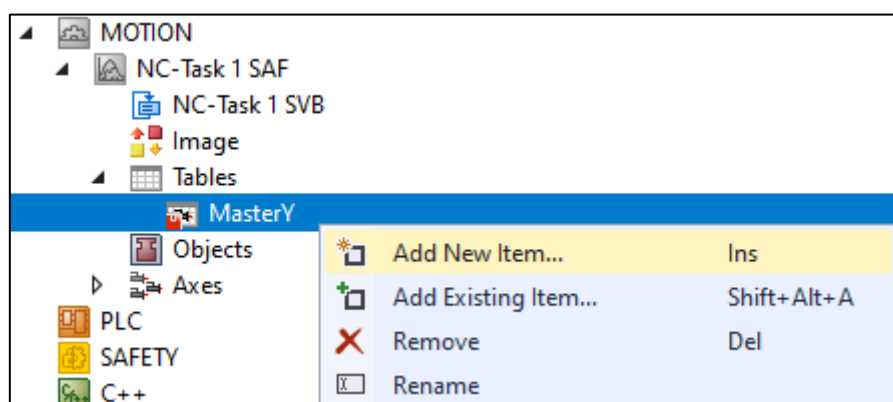 MOTION
NC-Task 1 SAF
NC-Task 1 SVB
Image
Tables
MasterY
Objects
Axes
PLC
SAFETY
C++
Add New Item... Ins
Add Existing Item... Shift+Alt+A
Remove Del
Rename